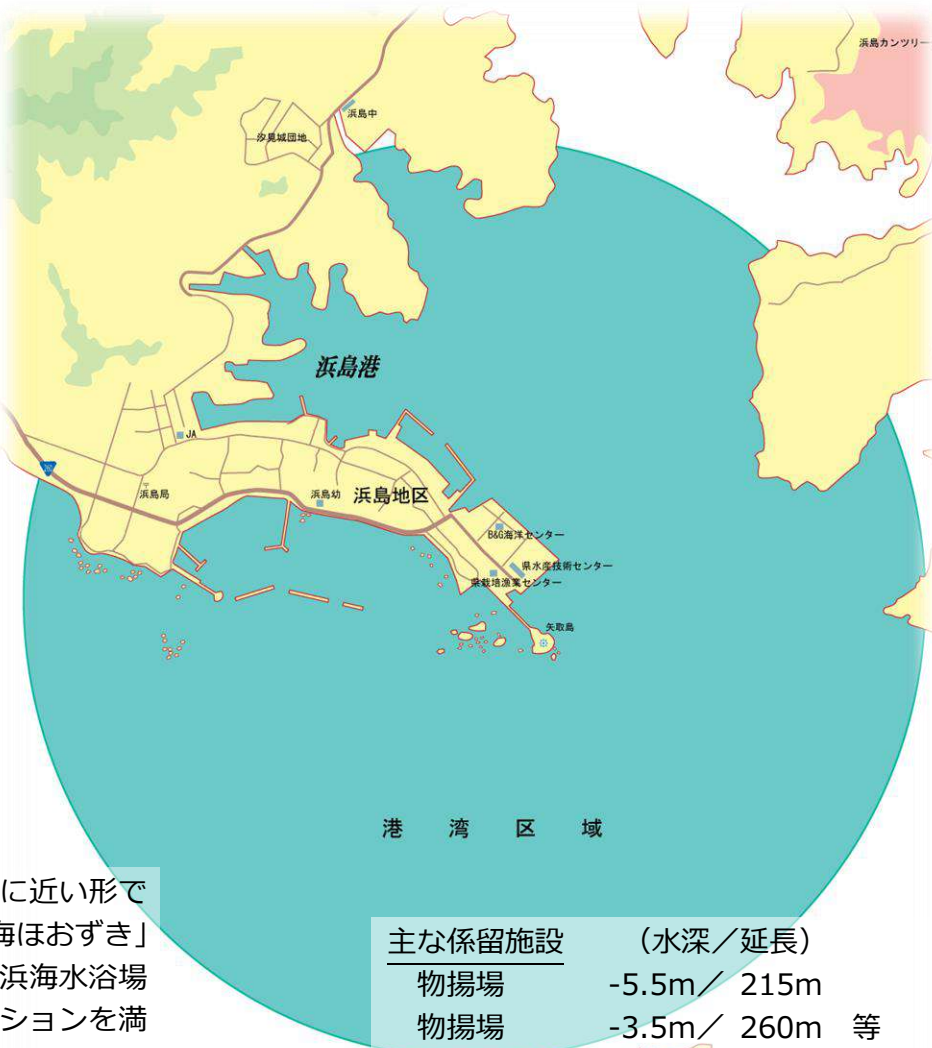 浜島カンツリー
浜島中
汐見城団地
浜島港
JA
浜島局
浜島幼
浜島地区
B&G海洋センター
県水産技術センター
県栽培漁業センター
矢取島
港 湾 区 域
に近い形で
海ほおずき」
浜海水浴場
ションを満
主な係留施設 (水深／延長)
物揚場 -5.5m／ 215m
物揚場 -3.5m／ 260m 等